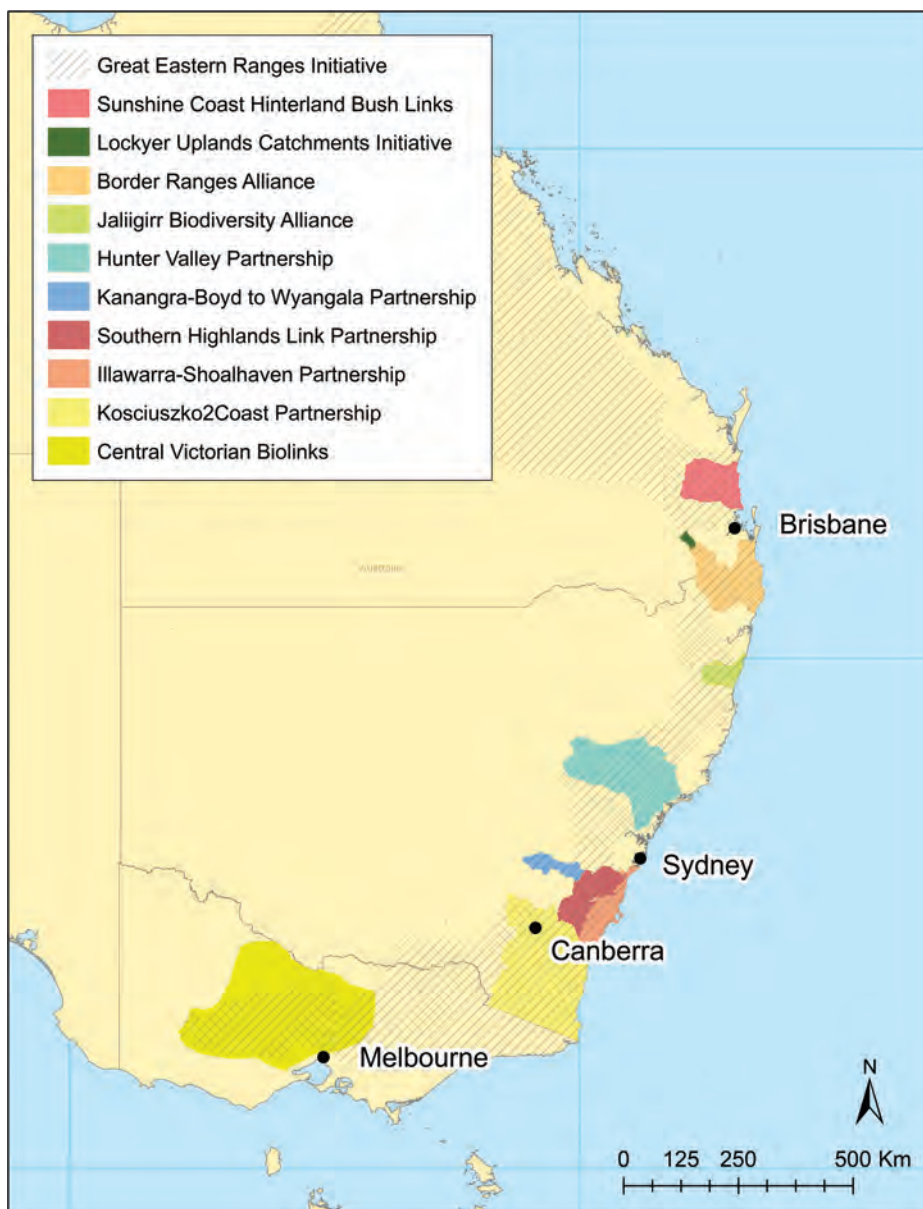 Great Eastern Ranges Initiative
Sunshine Coast Hinterland Bush Links
Lockyer Uplands Catchments Initiative
Border Ranges Alliance
Jaliigirr Biodiversity Alliance
Hunter Valley Partnership
Kanangra-Boyd to Wyangala Partnership
Southern Highlands Link Partnership
Illawarra-Shoalhaven Partnership
Kosciuszko2Coast Partnership
Central Victorian Biolinks
Brisbane
Sydney
Canberra
Melbourne
N
0 125 250 500 Km